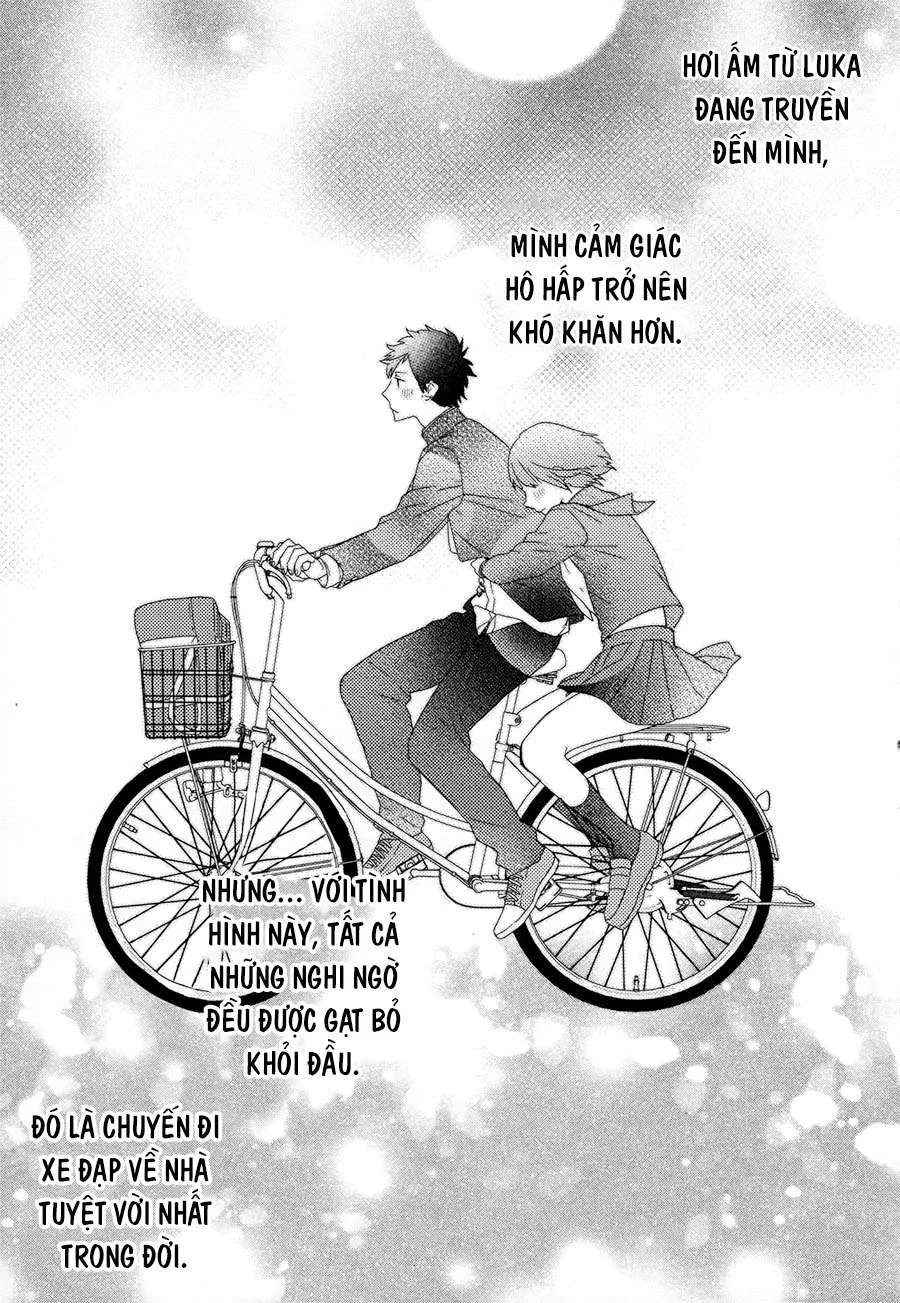 HƠI ẤM TỪ LUKA
ĐANG TRUYỀN
ĐẾN MÌNH,
MÌNH CẢM GIÁC
HÔ HẤP TRỞ NÊN
KHÓ KHĂN HƠN.
NHƯNG... VỚI TÌNH
HÌNH NÀY, TẤT CẢ
NHỮNG NGHI NGỜ
ĐỀU ĐƯỢC GẠT BỎ
KHỎI ĐẦU.
ĐÓ LÀ CHUYẾN ĐI
XE ĐẠP VỀ NHÀ
TUYỆT VỜI NHẤT
TRONG ĐỜI.